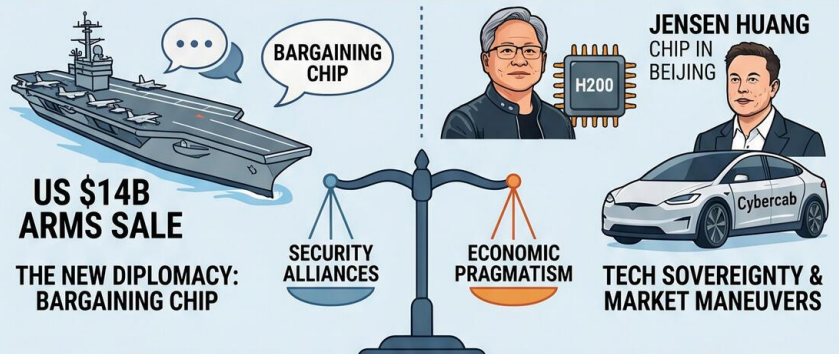 BARGAINING
CHIP
US $14B
ARMS SALE
THE NEW DIPLOMACY:
BARGAINING CHIP
SECURITY
ALLIANCES
ECONOMIC
PRAGMATISM
H200
JENSEN HUANG
CHIP IN
BEIJING
Cybercab
TECH SOVEREIGNTY &
MARKET MANEUVERS